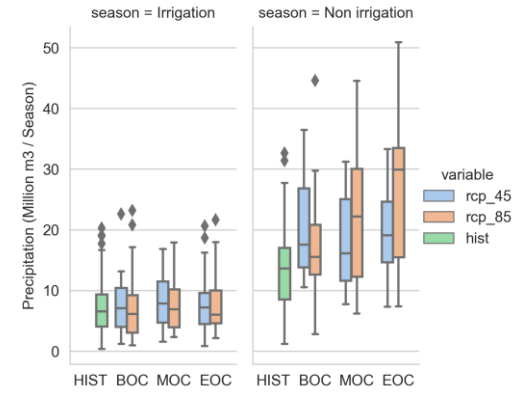 season = Irrigation
season = Non irrigation
Precipitation (Million m3 / Season)
50
40
30
20
10
0
HIST BOC MOC EOC
HIST BOC MOC EOC
variable
rcp_45
rcp_85
hist